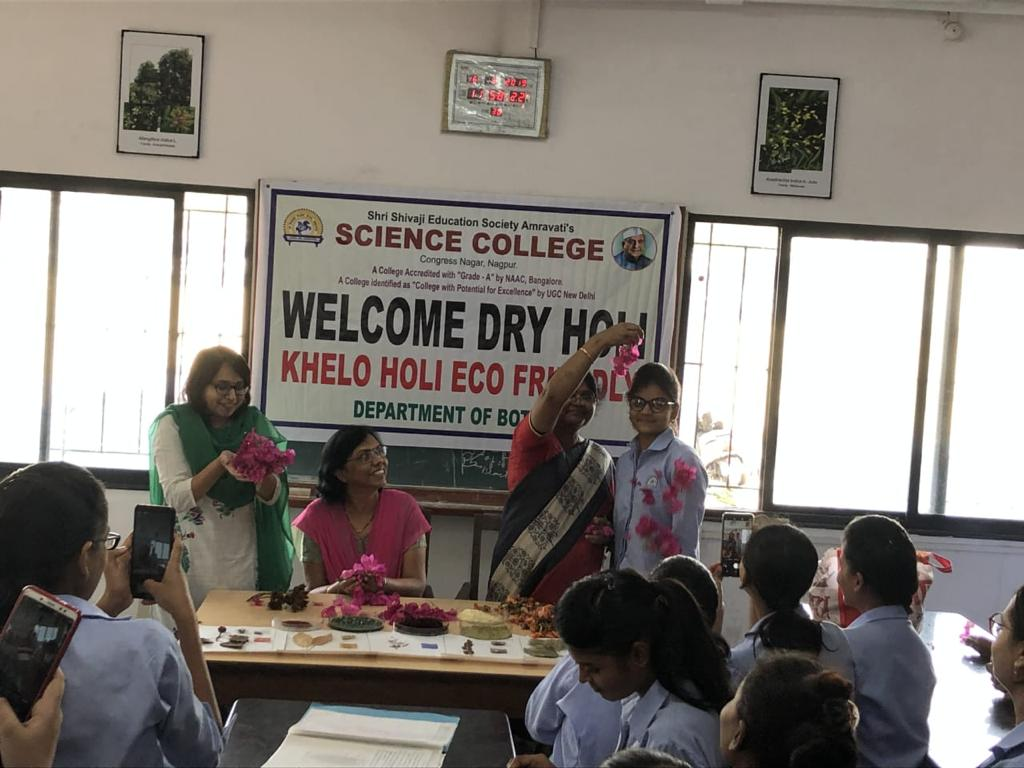 Shri Shivaji Education Society Amravati's
SCIENCE COLLEGE
Congress Nagar, Nagpur.
A College Accredited with "Grade - A" by NAAC, Bangalore.
A College identified as "College with Potential for Excellence" by UGC New Delhi
WELCOME DRY HOLI
KHELO HOLI ECO FR DLY
DEPARTMENT OF BOT